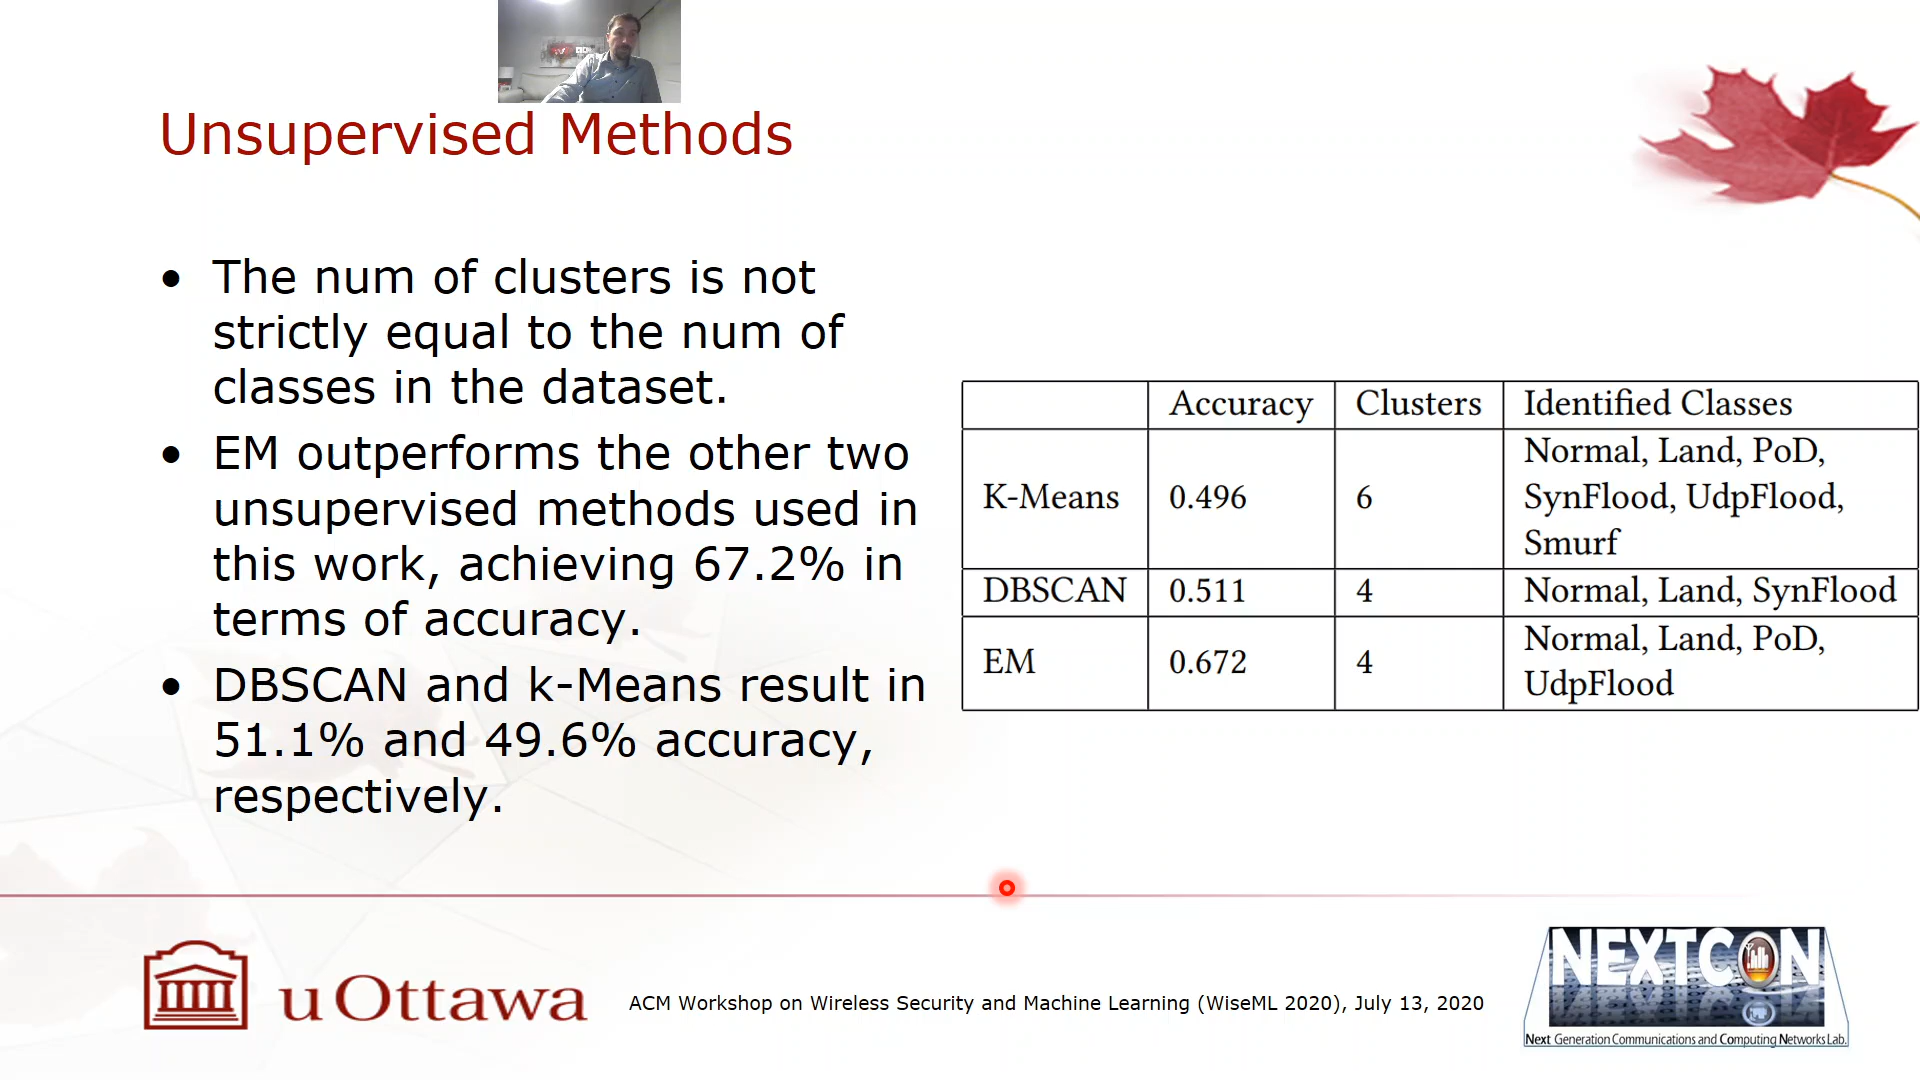 Unsupervised Methods
• The num of clusters is not
strictly equal to the num of
classes in the dataset.
• EM outperforms the other two
unsupervised methods used in
this work, achieving 67.2% in
terms of accuracy.
• DBSCAN and k-Means result in
51.1% and 49.6% accuracy,
respectively.
Accuracy Clusters Identified Classes
K-Means 0.496 6 Normal, Land, PoD,
SynFlood, UdpFlood,
Smurf
DBSCAN 0.511 4 Normal, Land, SynFlood
EM 0.672 4 Normal, Land, PoD,
UdpFlood
uOttawa
ACM Workshop on Wireless Security and Machine Learning (WiseML 2020), July 13, 2020
NEXTCON
Next Generation Communications and Computing Networks Lab.